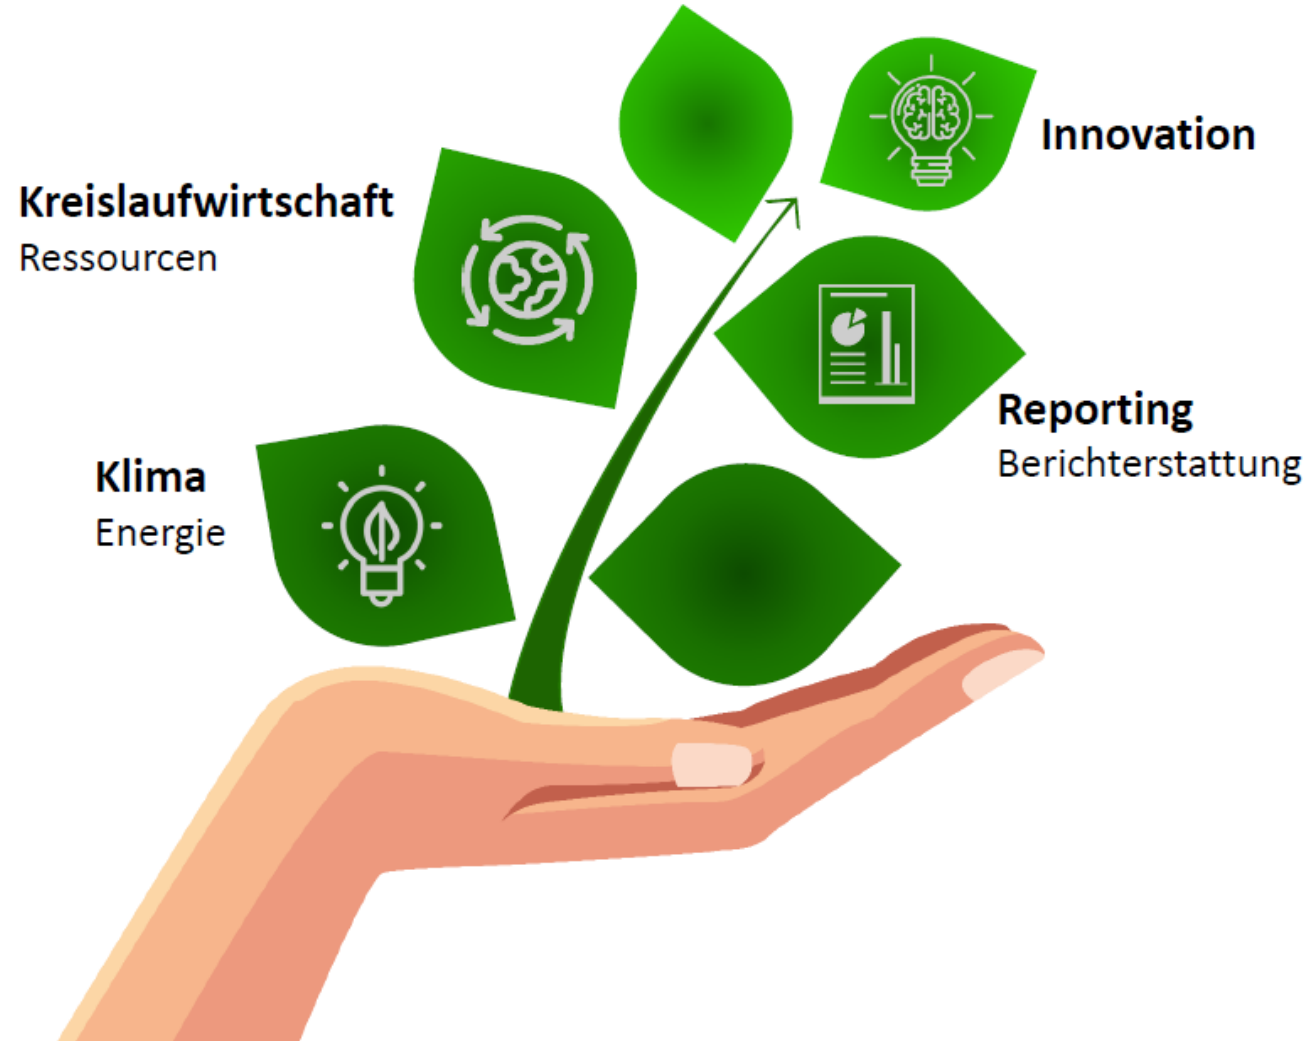 Innovation
Kreislaufwirtschaft
Ressourcen
Reporting
Berichterstattung
Klima
Energie